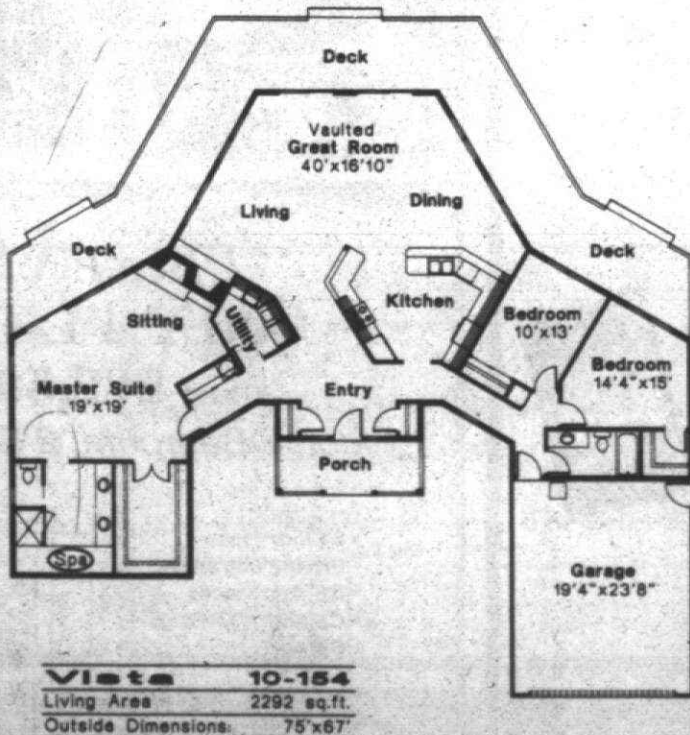 Deck
Vaulted
Great Room
40'x16'10"
Living
Dining
Deck
Deck
Sitting
Utility
Kitchen
Bedroom
10'x13'
Bedroom
14'4"x15'
Master Suite
19'x19'
Entry
Porch
Spa
Garage
19'4"x23'8"
Vista 10-154
Living Area 2292 sq.ft.
Outside Dimensions: 75'x67'